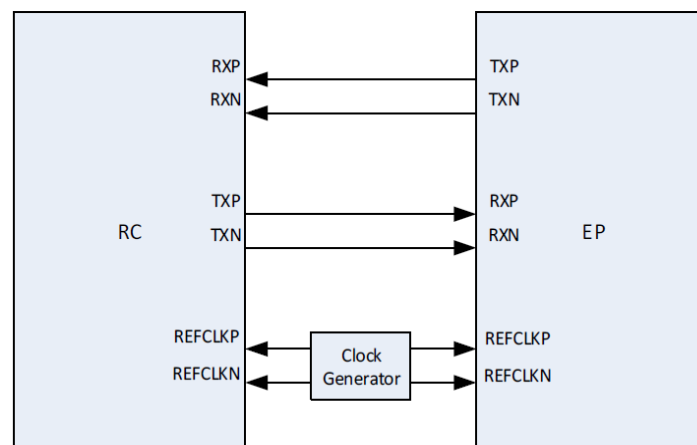 RXP
TXP
RXN
TXN
TXP
RXP
RC
TXN
RXN
EP
REFCLKP
REFCLKP
Clock
Generator
REFCLKN
REFCLKN